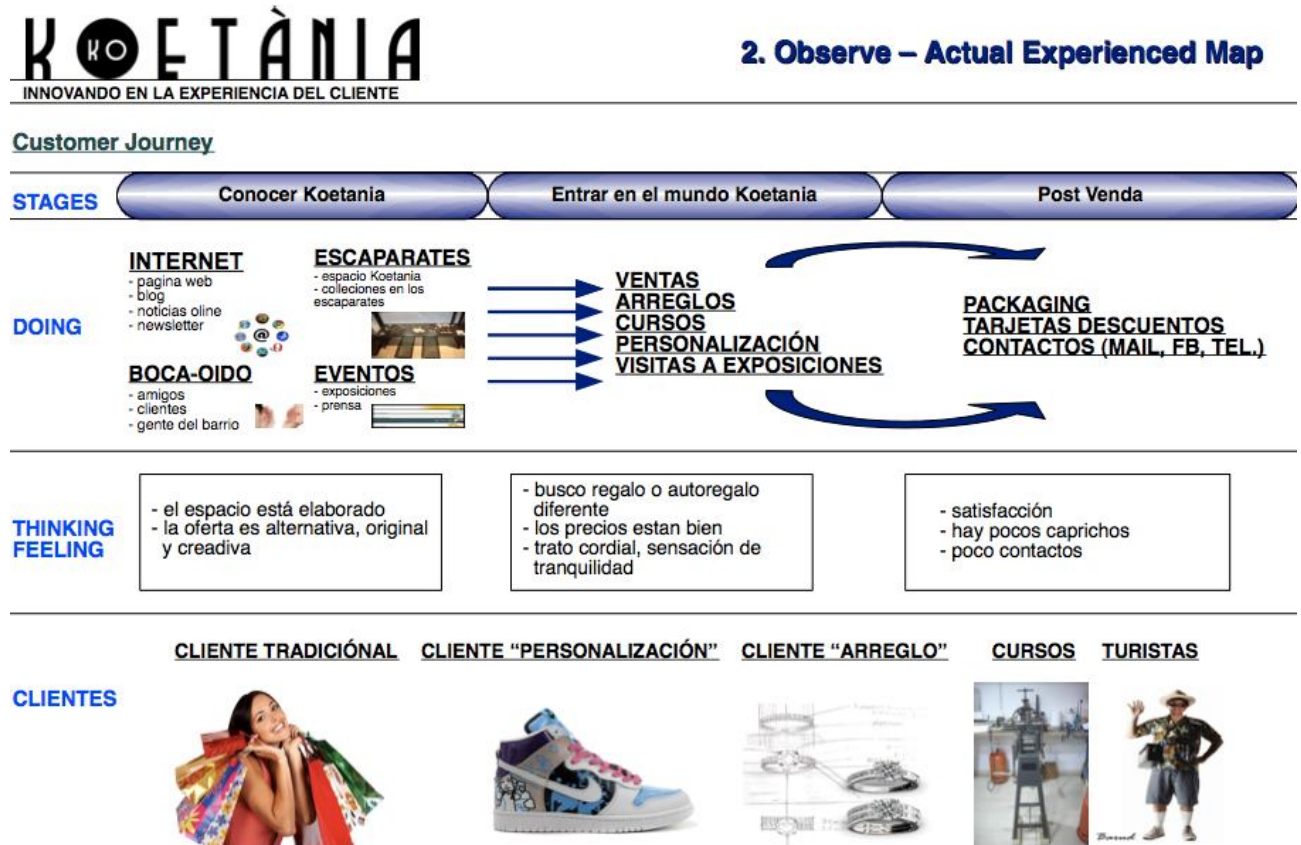 KOETÀNIA
KO
INNOVANDO EN LA EXPERIENCIA DEL CLIENTE
2. Observe – Actual Experienced Map
Customer Journey
STAGES
Conocer Koetania
Entrar en el mundo Koetania
Post Venda
DOING
INTERNET
- pagina web
- blog
- noticias oline
- newsletter
@
ESCAPARATES
- espacio Koetania
- colleciones en los
escaparates
BOCA-OIDO
- amigos
- clientes
- gente del barrio
EVENTOS
- exposiciones
- prensa
VENTAS
ARREGLOS
CURSOS
PERSONALIZACIÓN
VISITAS A EXPOSICIONES
PACKAGING
TARJETAS DESCUENTOS
CONTACTOS (MAIL, FB, TEL.)
THINKING
FEELING
- el espacio está elaborado
- la oferta es alternativa, original
y creadiva
- busco regalo o autoregalo
diferente
- los precios estan bien
- trato cordial, sensación de
tranquilidad
- satisfacción
- hay pocos caprichos
- poco contactos
CLIENTES
CLIENTE TRADICIÓNAL
CLIENTE “PERSONALIZACIÓN”
CLIENTE “ARREGLO”
CURSOS
TURISTAS